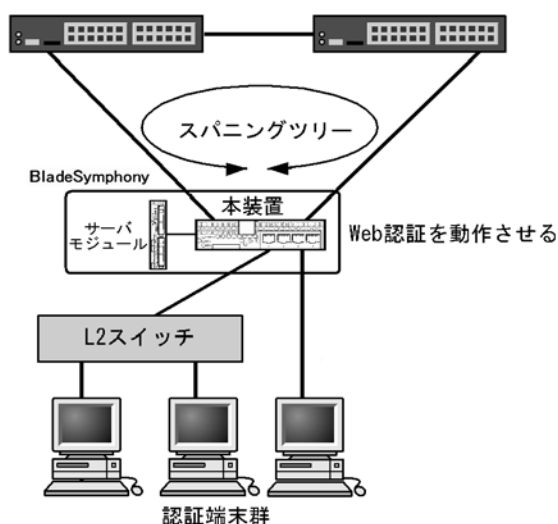 スパニングツリー
BladeSymphony
本装置
サーバ
モジュール
Web認証を動作させる
L2スイッチ
認証端末群